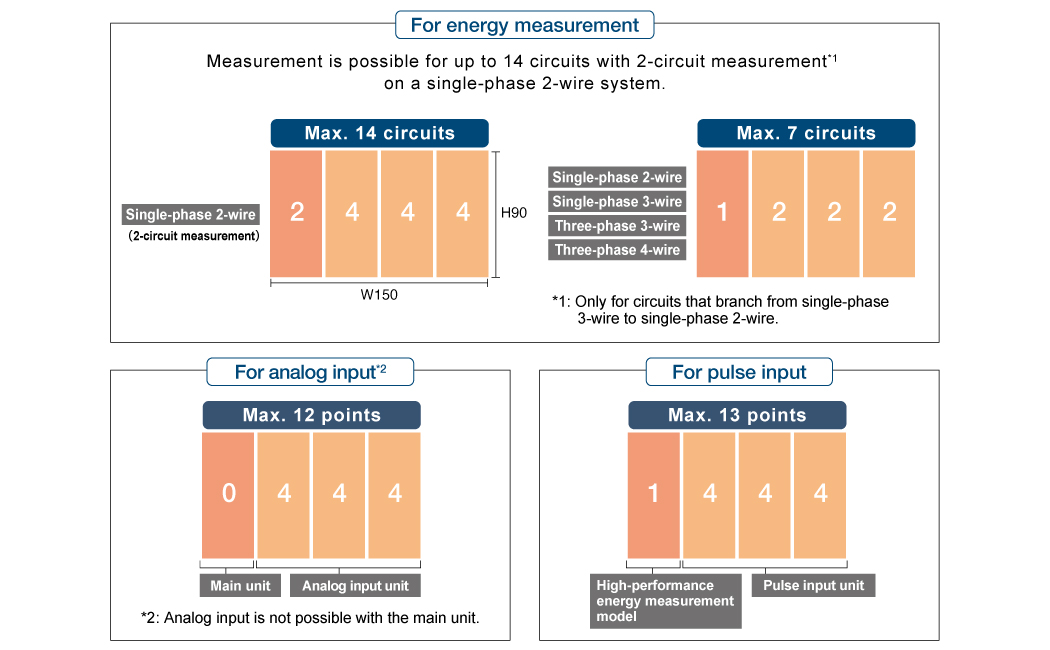 For energy measurement
Measurement is possible for up to 14 circuits with 2-circuit measurement*1
on a single-phase 2-wire system.
Max. 14 circuits
Single-phase 2-wire
(2-circuit measurement)
2 4 4 4
H90
W150
Max. 7 circuits
Single-phase 2-wire
Single-phase 3-wire
Three-phase 3-wire
Three-phase 4-wire
1 2 2 2
*1: Only for circuits that branch from single-phase
3-wire to single-phase 2-wire.
For analog input*2
Max. 12 points
0 4 4 4
Main unit
Analog input unit
*2: Analog input is not possible with the main unit.
For pulse input
Max. 13 points
1 4 4 4
High-performance
energy measurement
model
Pulse input unit